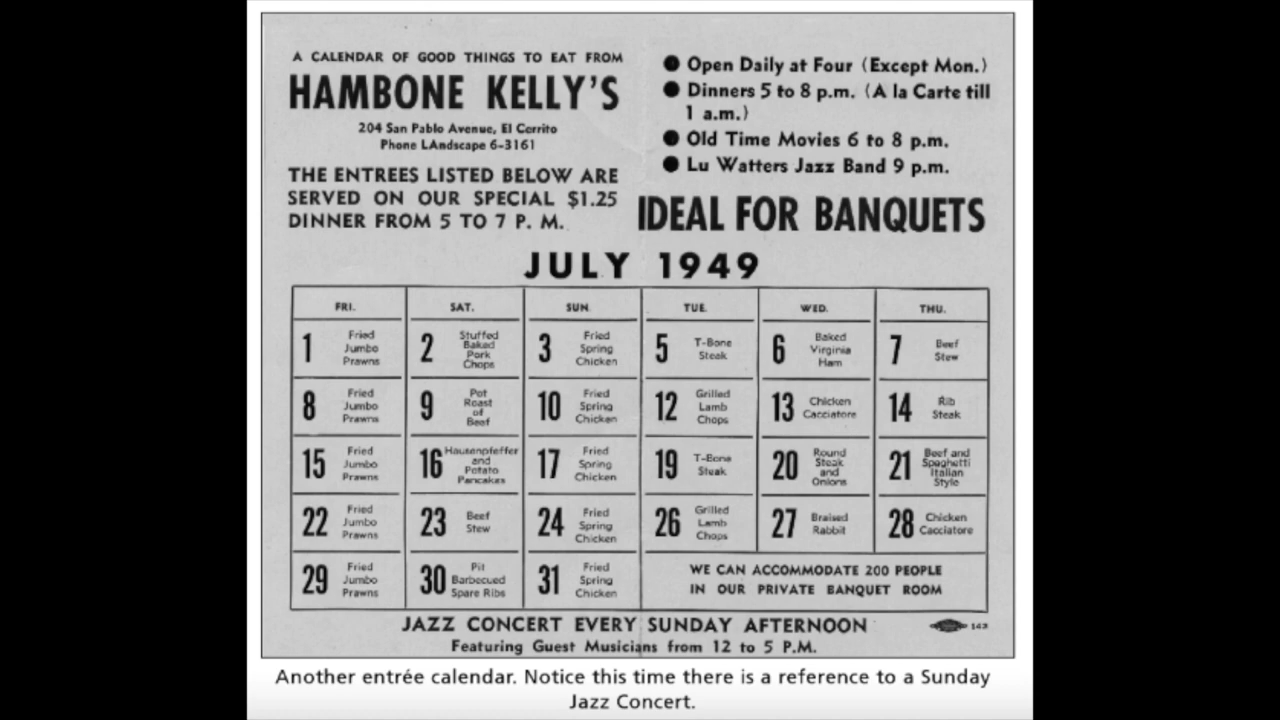 A CALENDAR OF GOOD THINGS TO EAT FROM
HAMBONE KELLY'S
204 San Pablo Avenue, El Cerrito
Phone LAndscape 6-3161
THE ENTREES LISTED BELOW ARE
SERVED ON OUR SPECIAL $1.25
DINNER FROM 5 TO 7 P. M.
● Open Daily at Four (Except Mon.)
● Dinners 5 to 8 p.m. (A la Carte till
1 a.m.)
● Old Time Movies 6 to 8 p.m.
● Lu Watters Jazz Band 9 p.m.
IDEAL FOR BANQUETS
JULY 1949
FRI. SAT. SUN. TUE. WED. THU.
1 Fried Jumbo Prawns
2 Stuffed Baked Pork Chops
3 Fried Spring Chicken
5 T-Bone Steak
6 Baked Virginia Ham
7 Beef Stew
8 Fried Jumbo Prawns
9 Pot Roast of Beef
10 Fried Spring Chicken
12 Grilled Lamb Chops
13 Chicken Cacciatore
14 Rib Steak
15 Fried Jumbo Prawns
16 Hausenpfeffer and Potato Pancakes
17 Fried Spring Chicken
19 T-Bone Steak
20 Round Steak and Onions
21 Beef and Spaghetti Italian Style
22 Fried Jumbo Prawns
23 Beef Stew
24 Fried Spring Chicken
26 Grilled Lamb Chops
27 Braised Rabbit
28 Chicken Cacciatore
29 Fried Jumbo Prawns
30 Pit Barbecued Spare Ribs
31 Fried Spring Chicken
WE CAN ACCOMMODATE 200 PEOPLE
IN OUR PRIVATE BANQUET ROOM
JAZZ CONCERT EVERY SUNDAY AFTERNOON
143
Featuring Guest Musicians from 12 to 5 P.M.
Another entrée calendar. Notice this time there is a reference to a Sunday
Jazz Concert.